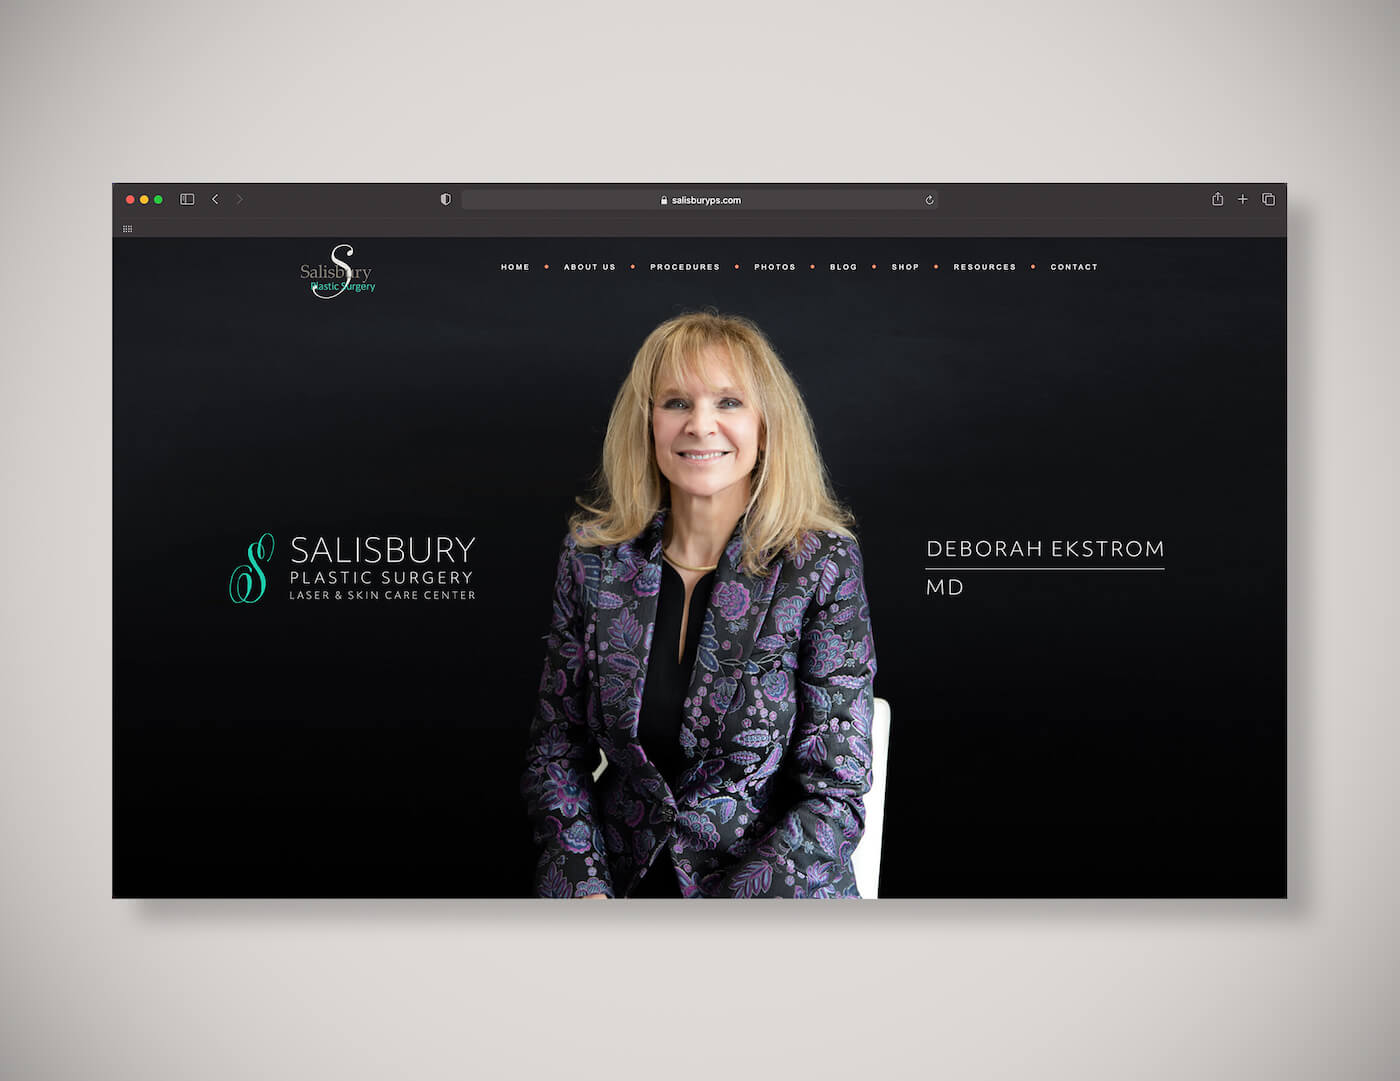 salisburyps.com
Salisbury
Plastic Surgery
HOME • ABOUT US • PROCEDURES • PHOTOS • BLOG • SHOP • RESOURCES • CONTACT
S SALISBURY
PLASTIC SURGERY
LASER & SKIN CARE CENTER
DEBORAH EKSTROM
MD